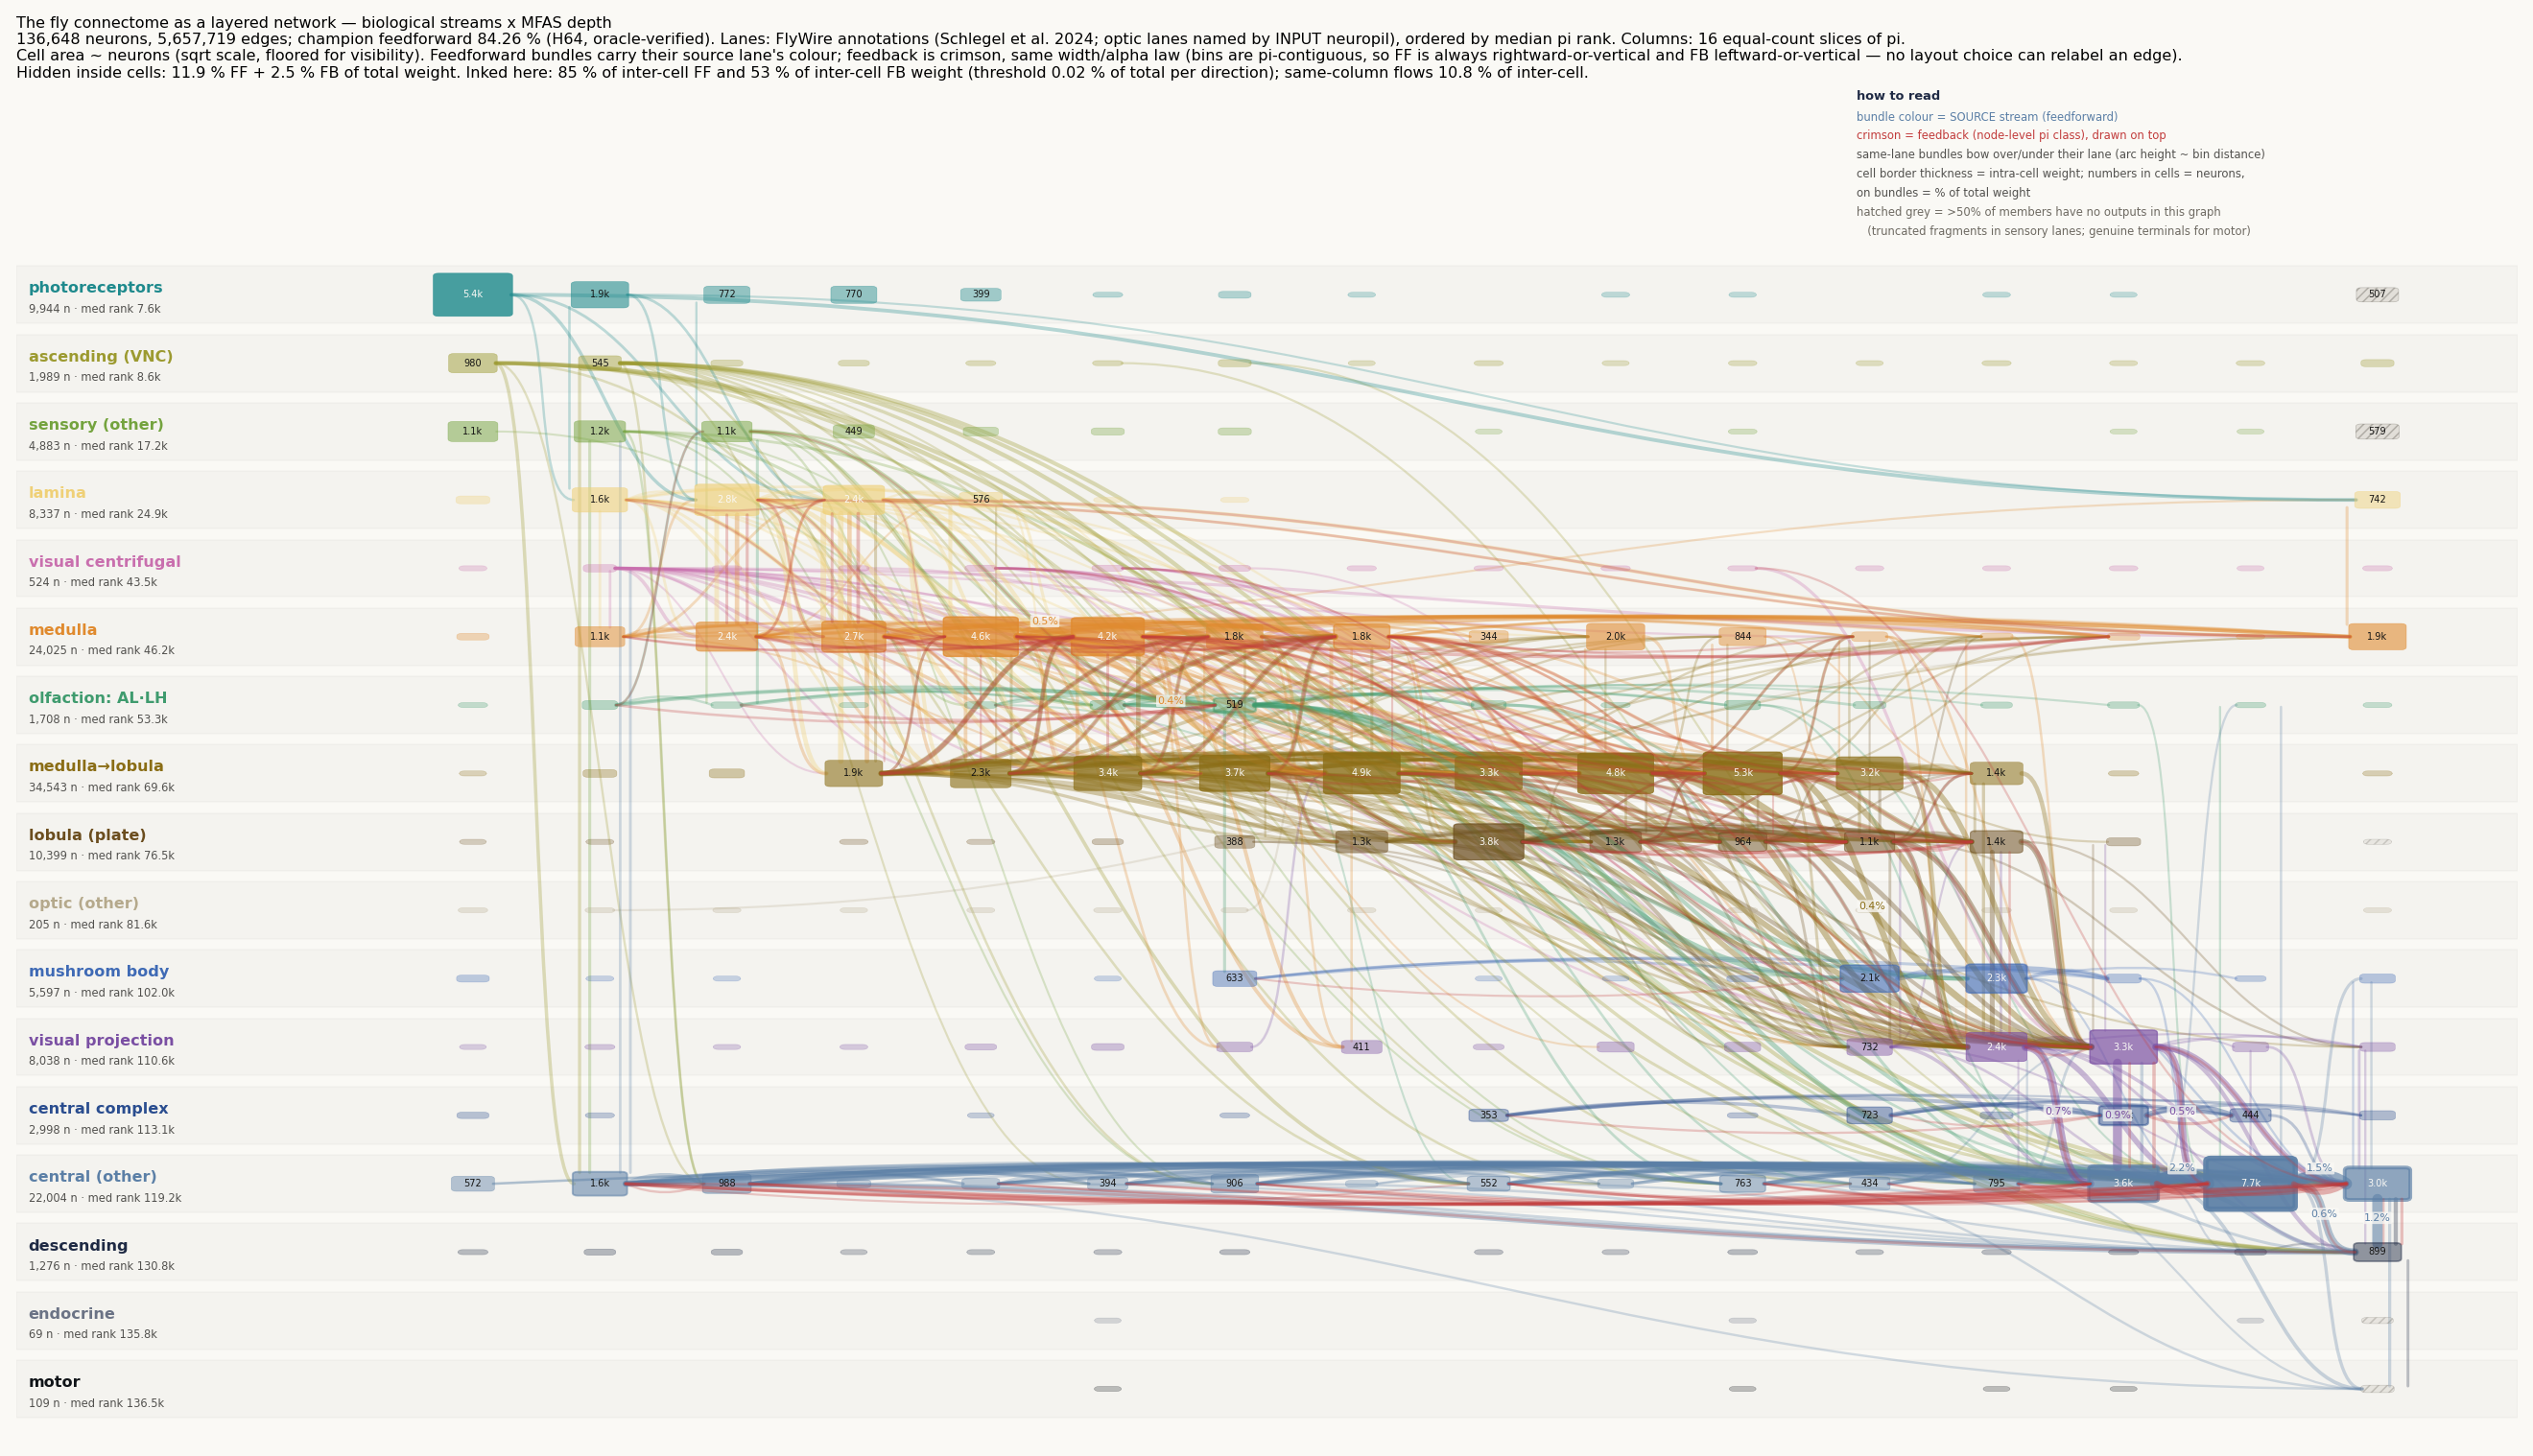 The fly connectome as a layered network — biological streams x MFAS depth
136,648 neurons, 5,657,719 edges; champion feedforward 84.26 % (H64, oracle-verified). Lanes: FlyWire annotations (Schlegel et al. 2024; optic lanes named by INPUT neuropil), ordered by median pi rank. Columns: 16 equal-count slices of pi.
Cell area ~ neurons (sqrt scale, floored for visibility). Feedforward bundles carry their source lane's colour; feedback is crimson, same width/alpha law (bins are pi-contiguous, so FF is always rightward-or-vertical and FB leftward-or-vertical — no layout choice can relabel an edge).
Hidden inside cells: 11.9 % FF + 2.5 % FB of total weight. Inked here: 85 % of inter-cell FF and 53 % of inter-cell FB weight (threshold 0.02 % of total per direction); same-column flows 10.8 % of inter-cell.
how to read
bundle colour = SOURCE stream (feedforward)
crimson = feedback (node-level pi class), drawn on top
same-lane bundles bow over/under their lane (arc height ~ bin distance)
cell border thickness = intra-cell weight; numbers in cells = neurons,
on bundles = % of total weight
hatched grey = >50% of members have no outputs in this graph
(truncated fragments in sensory lanes; genuine terminals for motor)
photoreceptors
9,944 n · med rank 7.6k
5.4k 1.9k 772 770 399 507
ascending (VNC)
1,989 n · med rank 8.6k
980 545
sensory (other)
4,883 n · med rank 17.2k
1.1k 1.2k 1.1k 449 579
lamina
8,337 n · med rank 24.9k
1.6k 2.8k 2.4k 576 742
visual centrifugal
524 n · med rank 43.5k
0.5%
medulla
24,025 n · med rank 46.2k
1.1k 2.4k 2.7k 4.6k 4.2k 1.8k 1.8k 344 2.0k 844 1.9k
0.4%
olfaction: AL·LH
1,708 n · med rank 53.3k
519
medulla→lobula
34,543 n · med rank 69.6k
1.9k 2.3k 3.4k 3.7k 4.9k 3.3k 4.8k 5.3k 3.2k 1.4k
lobula (plate)
10,399 n · med rank 76.5k
388 1.3k 3.8k 1.3k 964 1.1k 1.4k
optic (other)
205 n · med rank 81.6k
0.4%
mushroom body
5,597 n · med rank 102.0k
633 2.1k 2.3k
visual projection
8,038 n · med rank 110.6k
411 732 2.4k 3.3k
central complex
2,998 n · med rank 113.1k
353 723 0.7% 0.9% 0.5% 444
central (other)
22,004 n · med rank 119.2k
2.2% 1.5%
572 1.6k 988 394 906 552 763 434 795 3.6k 7.7k 3.0k
0.6% 1.2%
descending
1,276 n · med rank 130.8k
899
endocrine
69 n · med rank 135.8k
motor
109 n · med rank 136.5k